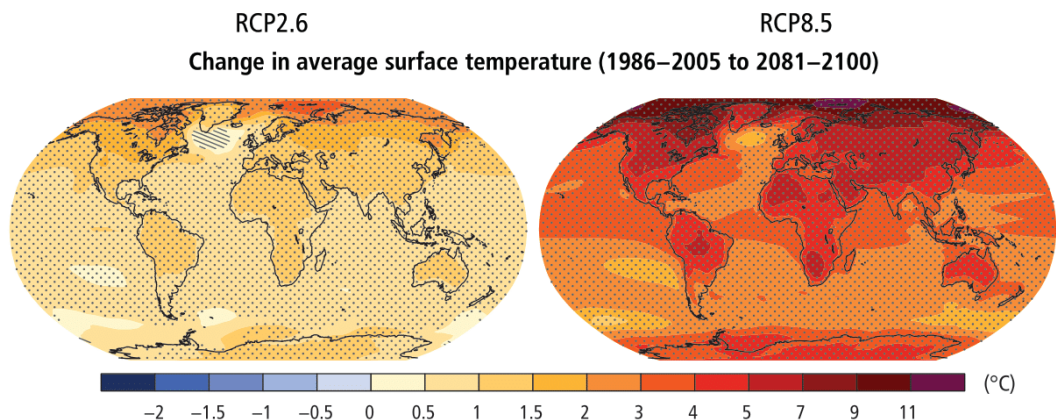 RCP2.6 RCP8.5
Change in average surface temperature (1986–2005 to 2081–2100)
−2 −1.5 −1 −0.5 0 0.5 1 1.5 2 3 4 5 7 9 11 (°C)